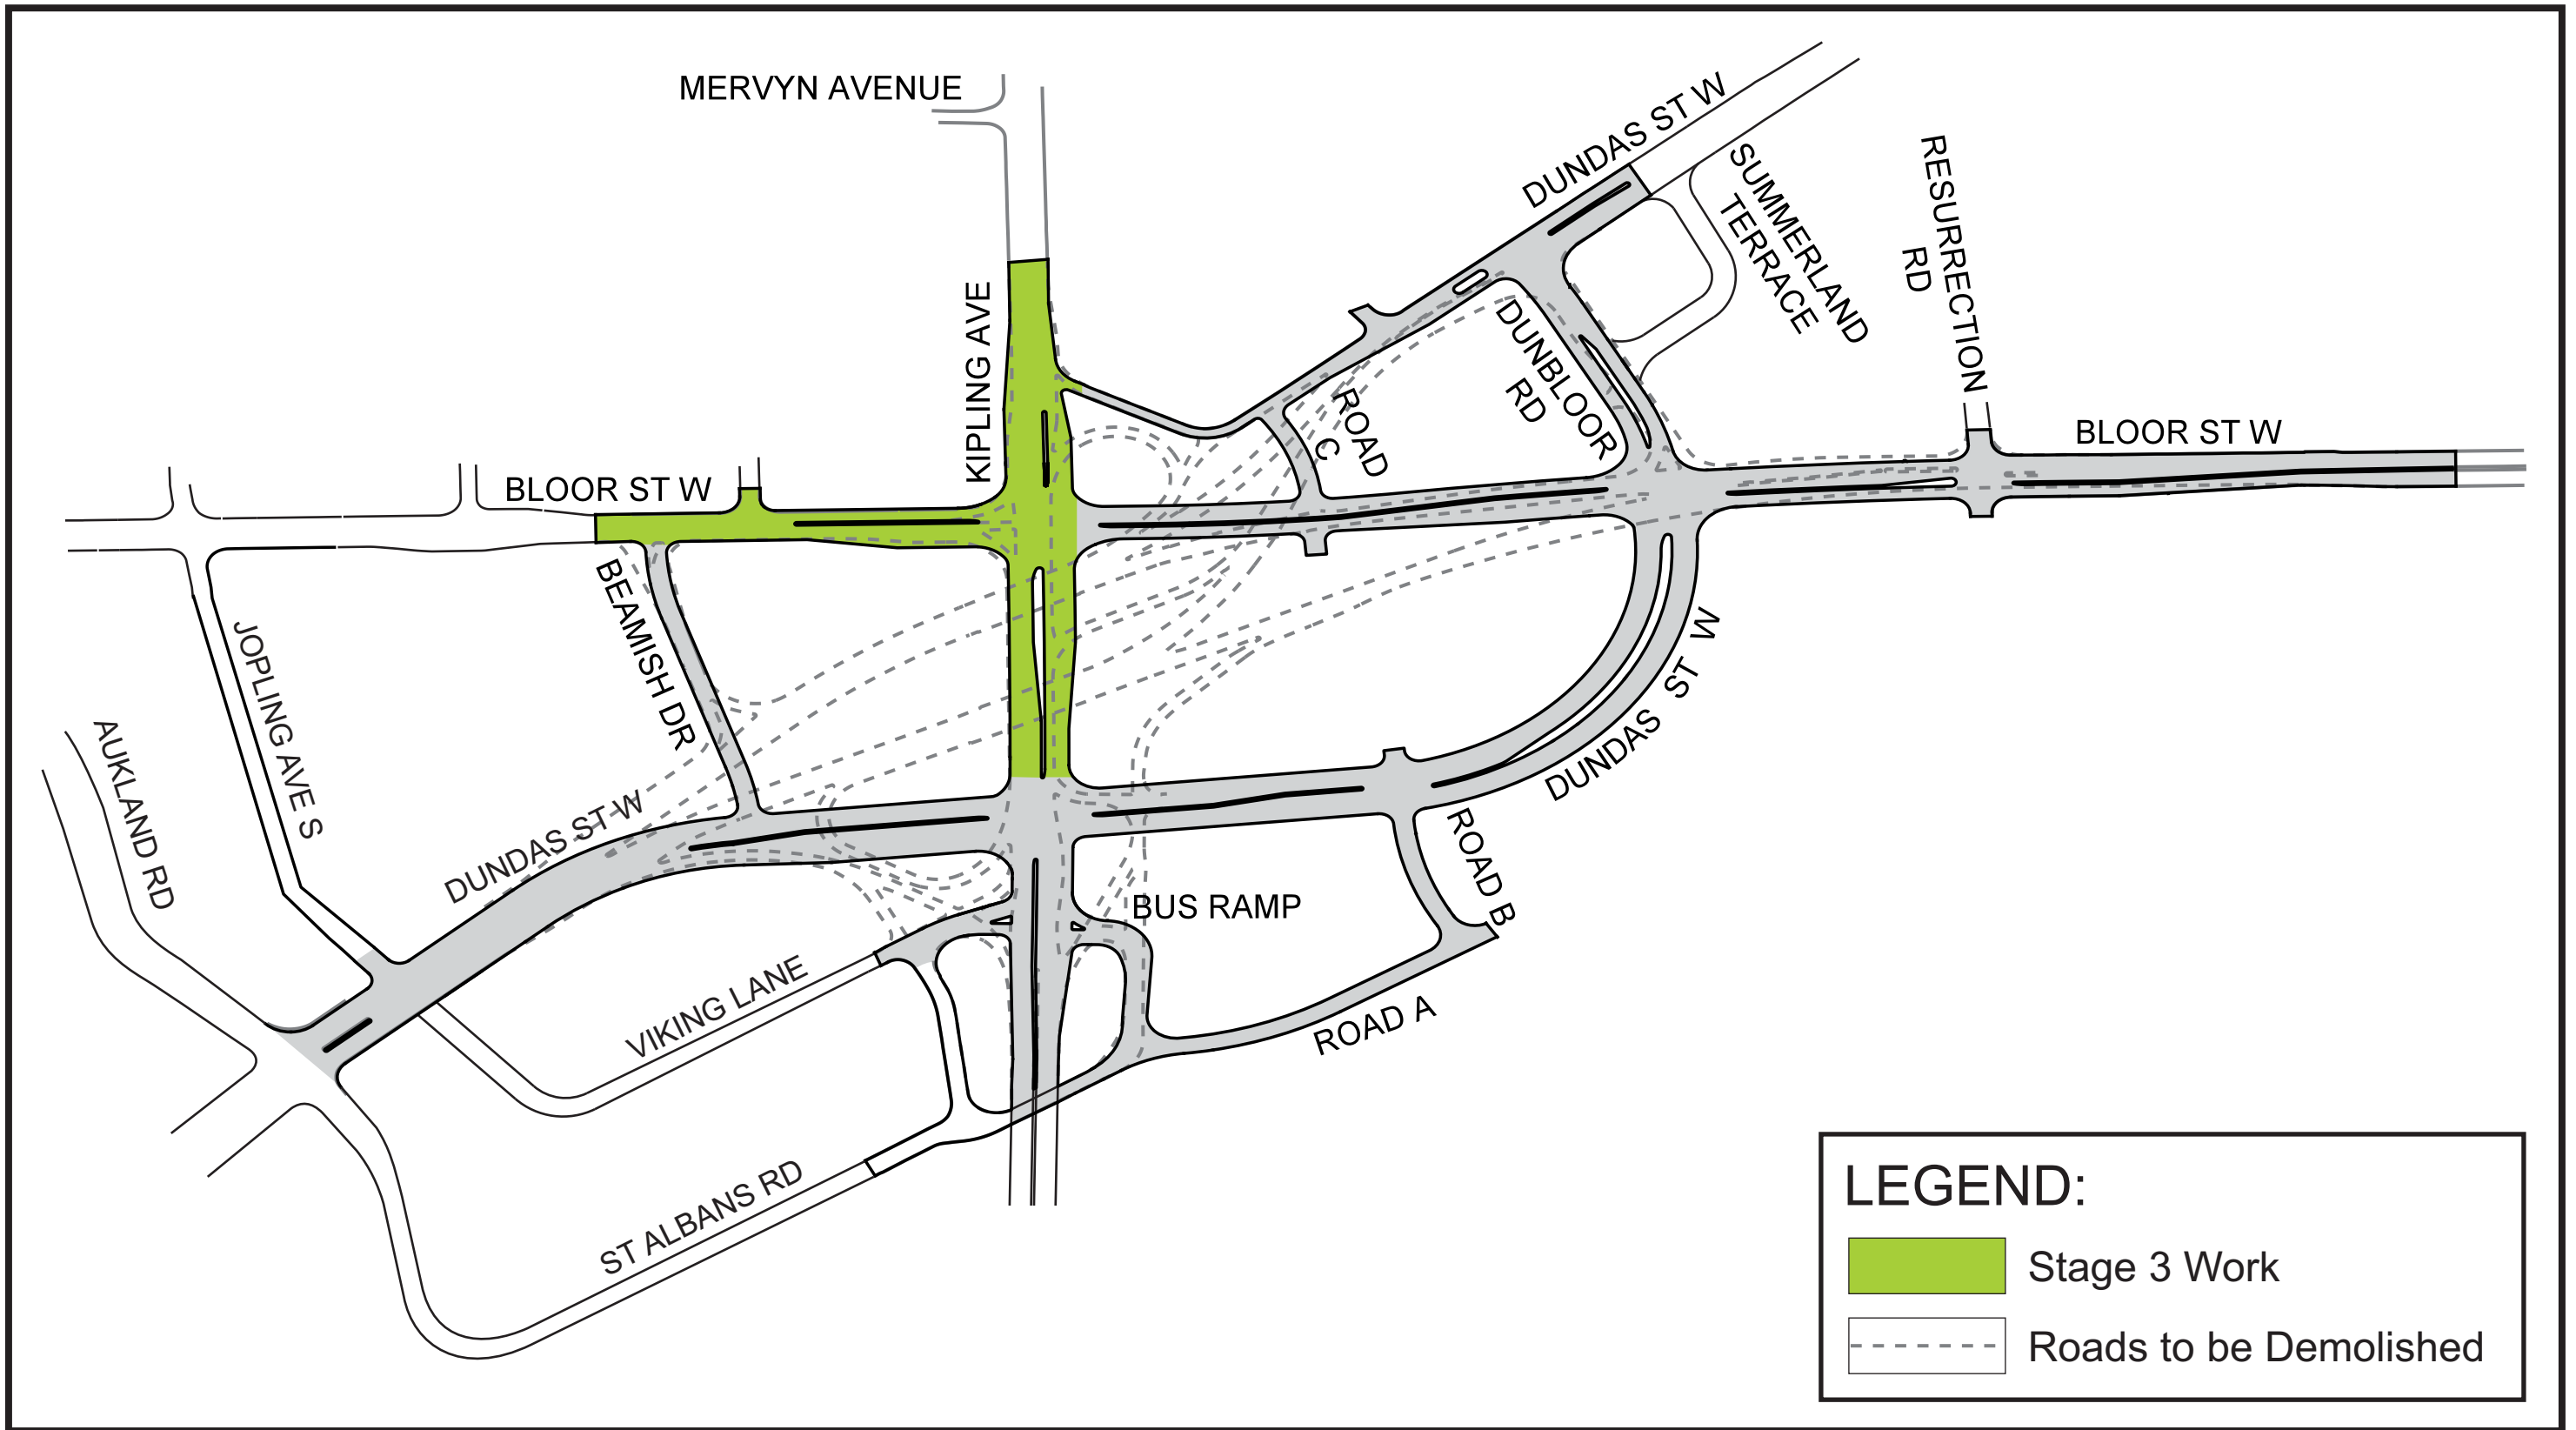 MERVYN AVENUE
DUNDAS ST W
SUMMERLAND
TERRACE
RESURRECTION
RD
KIPLING AVE
DUNBLOOR
RD
ROAD
C
BLOOR ST W
BLOOR ST W
BEAMISH DR
JOPLING AVE S
AUKLAND RD
DUNDAS ST W
DUNDAS ST W
ROAD B
BUS RAMP
VIKING LANE
ROAD A
ST ALBANS RD
LEGEND:
Stage 3 Work
Roads to be Demolished